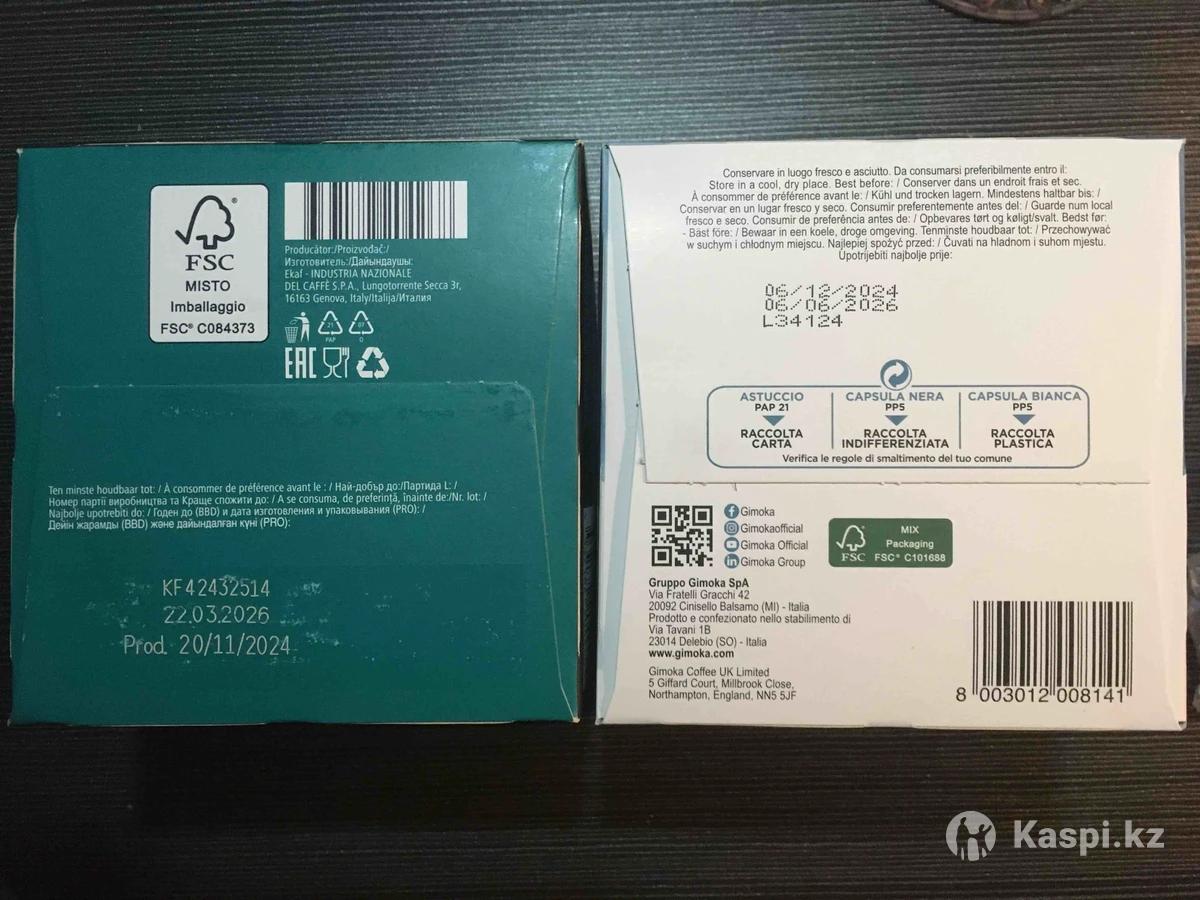 FSC®
MISTO
Imballaggio
FSC® C084373
Producător:/Proizvođač:/
Изготовитель:/Дайындаушы:
Ekaf - INDUSTRIA NAZIONALE
DEL CAFFÈ S.P.A., Lungotorrente Secca 3r,
16163 Genova, Italy/Italija/Италия
21
PAP
07
O
EAC
Ten minste houdbaar tot: / À consommer de préférence avant le : / Най-добър до:/Партида L: /
Номер партії виробництва та Краще спожити до: / A se consuma, de preferință, înainte de:/Nr. lot: /
Najbolje upotrebiti do: / Годен до (BBD) и дата изготовления и упаковывания (PRO): /
Дейін жарамды (BBD) және дайындалған күні (PRO):
KF42432514
22.03.2026
Prod. 20/11/2024
Conservare in luogo fresco e asciutto. Da consumarsi preferibilmente entro il:
Store in a cool, dry place. Best before: / Conserver dans un endroit frais et sec.
À consommer de préférence avant le: / Kühl und trocken lagern. Mindestens haltbar bis: /
Conservar en un lugar fresco y seco. Consumir preferentemente antes del: / Guarde num local
fresco e seco. Consumir de preferência antes de: / Opbevares tørt og køligt/svalt. Bedst før:
- Bäst före: / Bewaar in een koele, droge omgeving. Tenminste houdbaar tot: / Przechowywać
w suchym i chłodnym miejscu. Najlepiej spożyć przed: / Čuvati na hladnom i suhom mjestu.
Upotrijebiti najbolje prije:
06/12/2024
06/06/2026
L34124
ASTUCCIO
PAP 21
RACCOLTA
CARTA
CAPSULA NERA
PP5
RACCOLTA
INDIFFERENZIATA
CAPSULA BIANCA
PP5
RACCOLTA
PLASTICA
Verifica le regole di smaltimento del tuo comune
Gimoka
Gimokaofficial
Gimoka Official
Gimoka Group
FSC
MIX
Packaging
FSC® C101688
Gruppo Gimoka SpA
Via Fratelli Gracchi 42
20092 Cinisello Balsamo (MI) - Italia
Prodotto e confezionato nello stabilimento di
Via Tavani 1B
23014 Delebio (SO) - Italia
www.gimoka.com
Gimoka Coffee UK Limited
5 Giffard Court, Millbrook Close,
Northampton, England, NN5 5JF
8 003012 008141
Kaspi.kz